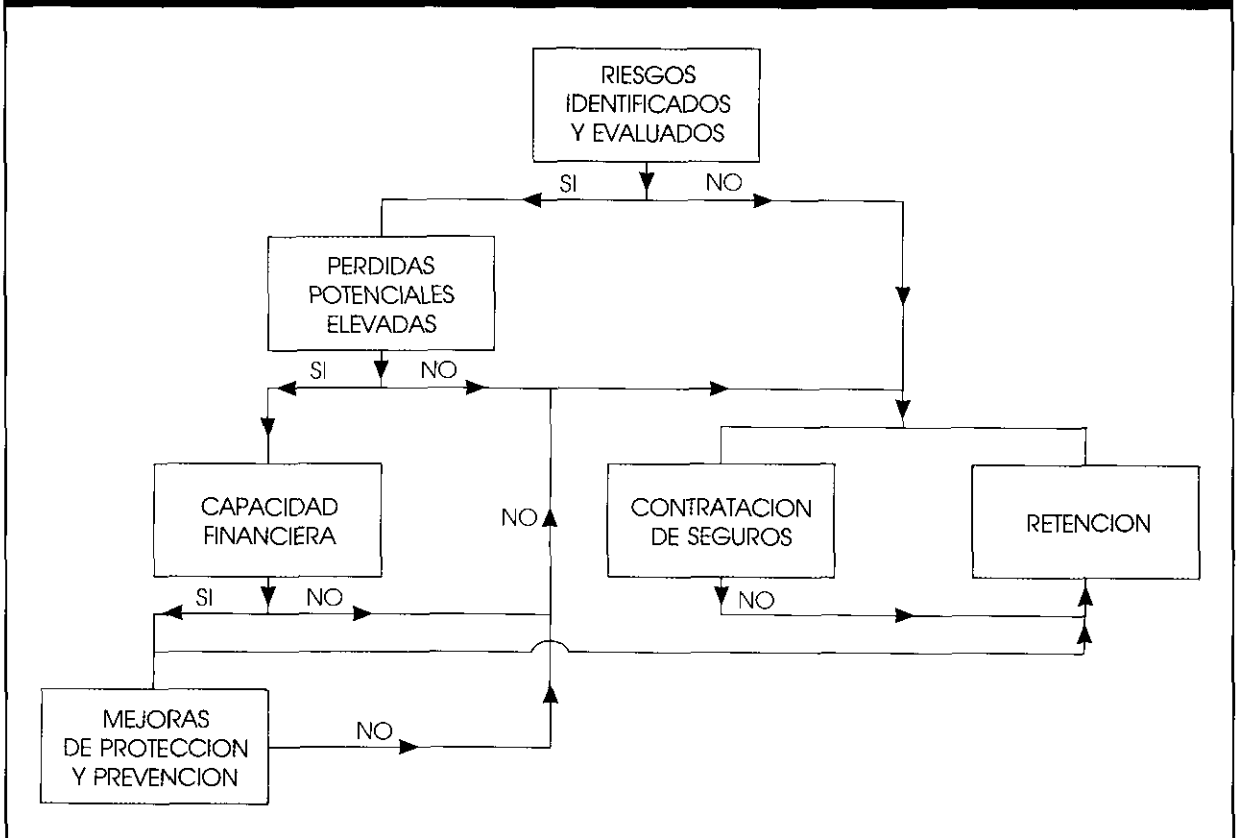 RIESGOS
IDENTIFICADOS
Y EVALUADOS
SI
NO
PERDIDAS
POTENCIALES
ELEVADAS
SI
NO
CAPACIDAD
FINANCIERA
NO
CONTRATACION
DE SEGUROS
RETENCION
SI
NO
NO
MEJORAS
DE PROTECCION
Y PREVENCION
NO